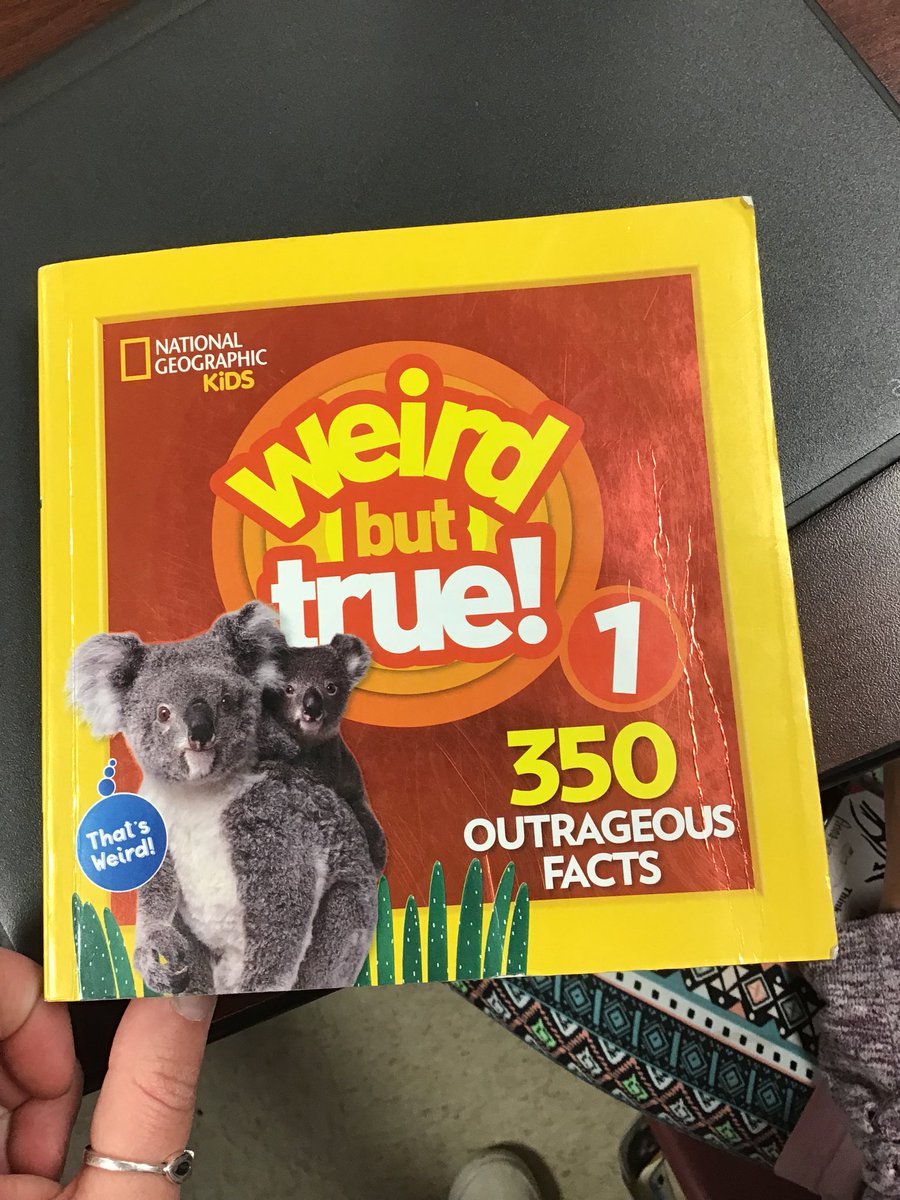 NATIONAL
GEOGRAPHIC
KiDS
weird
but
true!
1
350
OUTRAGEOUS
FACTS
That's
Weird!